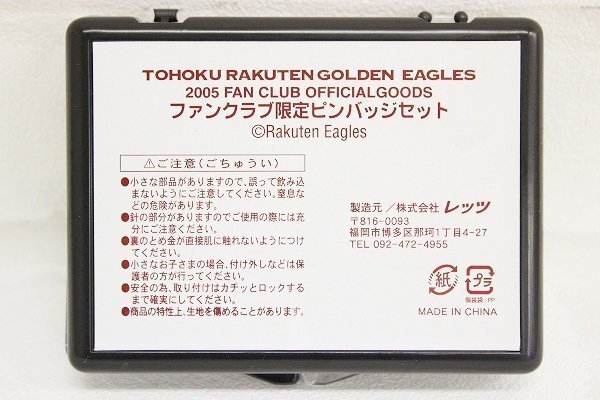 TOHOKU RAKUTEN GOLDEN EAGLES
2005 FAN CLUB OFFICIALGOODS
ファンクラブ限定ピンバッジセット
©Rakuten Eagles
⚠ご注意(ごちゅうい)
●小さな部品がありますので、誤って飲み込
まないようにご注意してください。窒息な
どの危険があります。
●針の部分がありますのでご使用の際には充
分にご注意ください。
●裏のとめ金が直接肌に触れないようにつけ
てください。
●小さなお子さまの場合、付け外しなどは保
護者の方が行ってください。
●安全の為、取り付けはカチッとロックする
まで確実にしてください。
●商品の特性上、生地を傷めることがあります。
製造元/株式会社 レッツ
〒816-0093
福岡市博多区那珂1丁目4-27
TEL 092-472-4955
紙
プラ
個装袋:PP
MADE IN CHINA